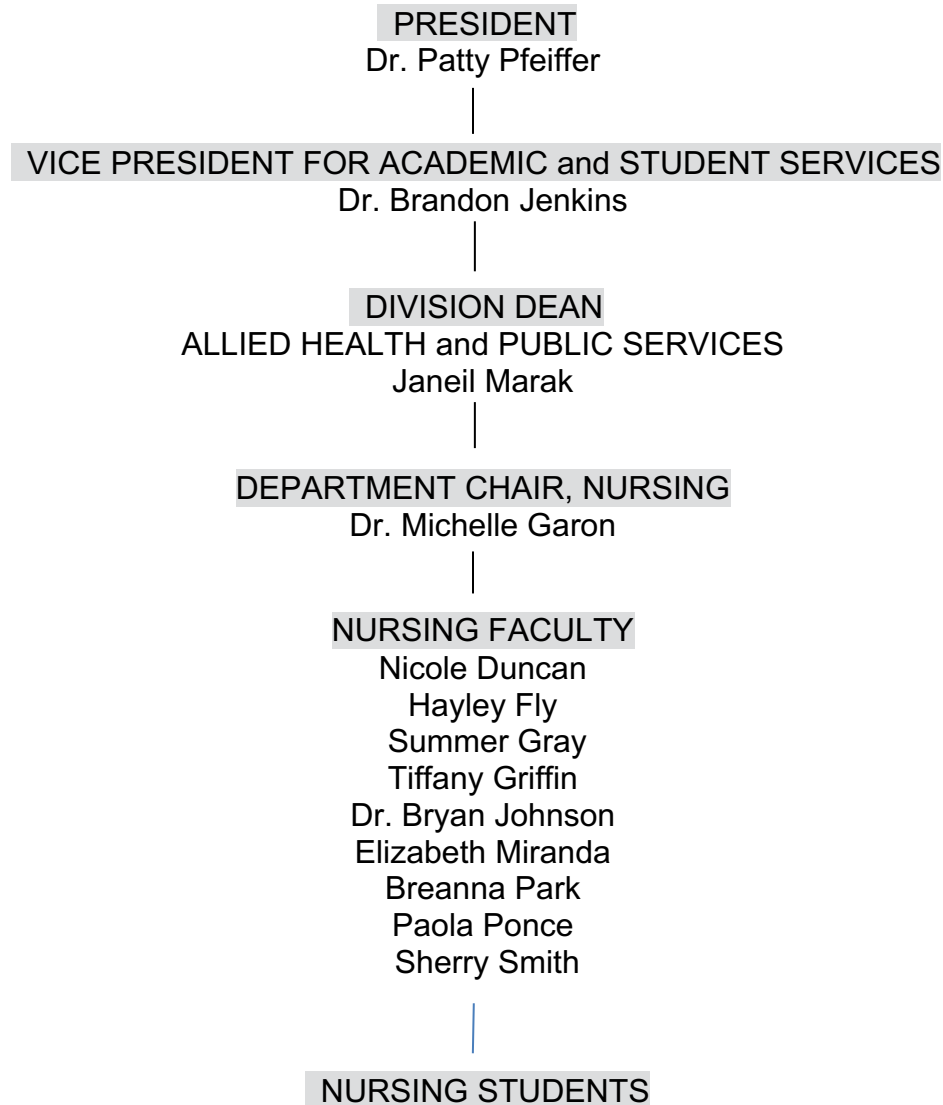 PRESIDENT
Dr. Patty Pfeiffer
VICE PRESIDENT FOR ACADEMIC and STUDENT SERVICES
Dr. Brandon Jenkins
DIVISION DEAN
ALLIED HEALTH and PUBLIC SERVICES
Janeil Marak
DEPARTMENT CHAIR, NURSING
Dr. Michelle Garon
NURSING FACULTY
Nicole Duncan
Hayley Fly
Summer Gray
Tiffany Griffin
Dr. Bryan Johnson
Elizabeth Miranda
Breanna Park
Paola Ponce
Sherry Smith
NURSING STUDENTS